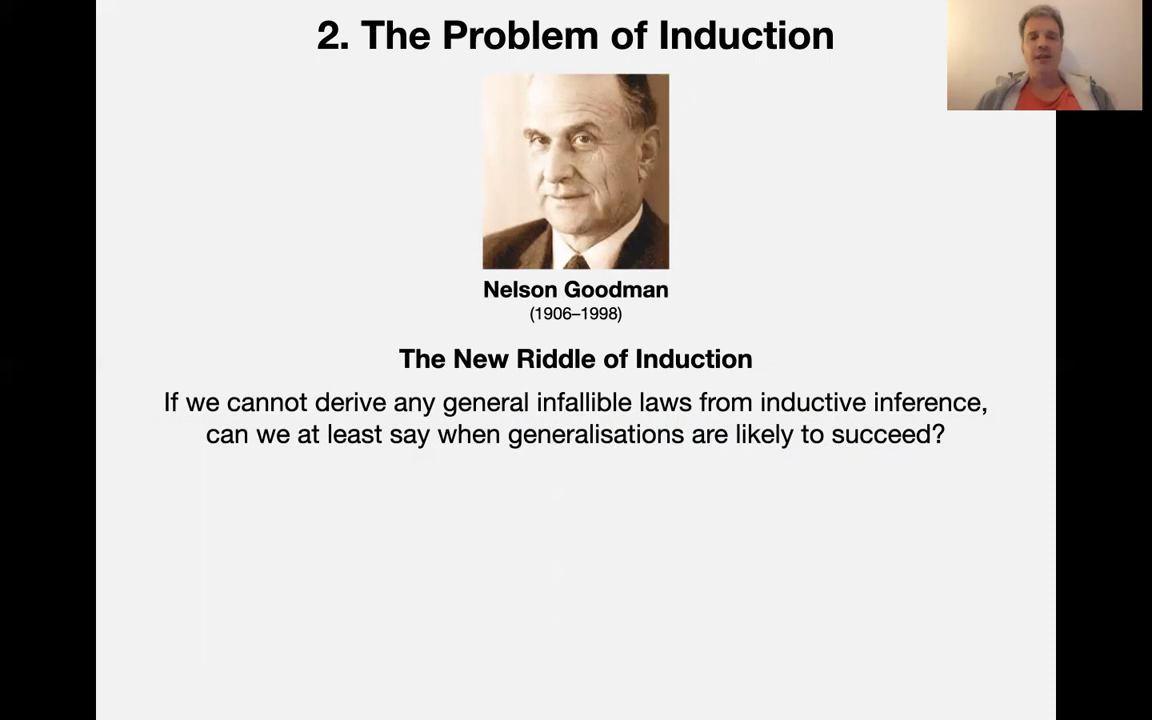 2. The Problem of Induction
Nelson Goodman
(1906–1998)
The New Riddle of Induction
If we cannot derive any general infallible laws from inductive inference,
can we at least say when generalisations are likely to succeed?